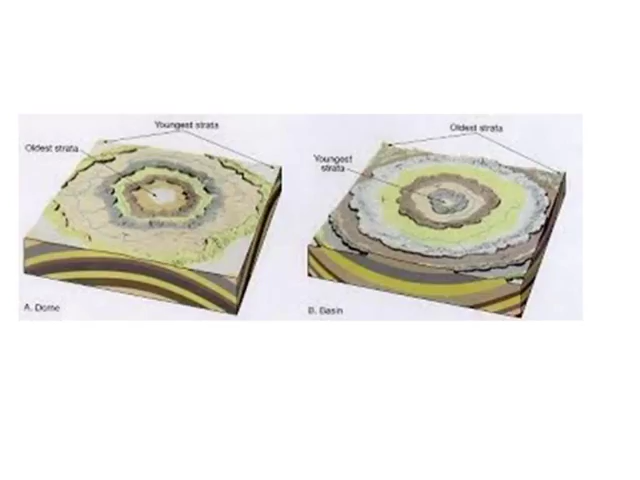 Youngest strata
Oldest strata
A. Dome
Oldest strata
Youngest
strata
B. Basin